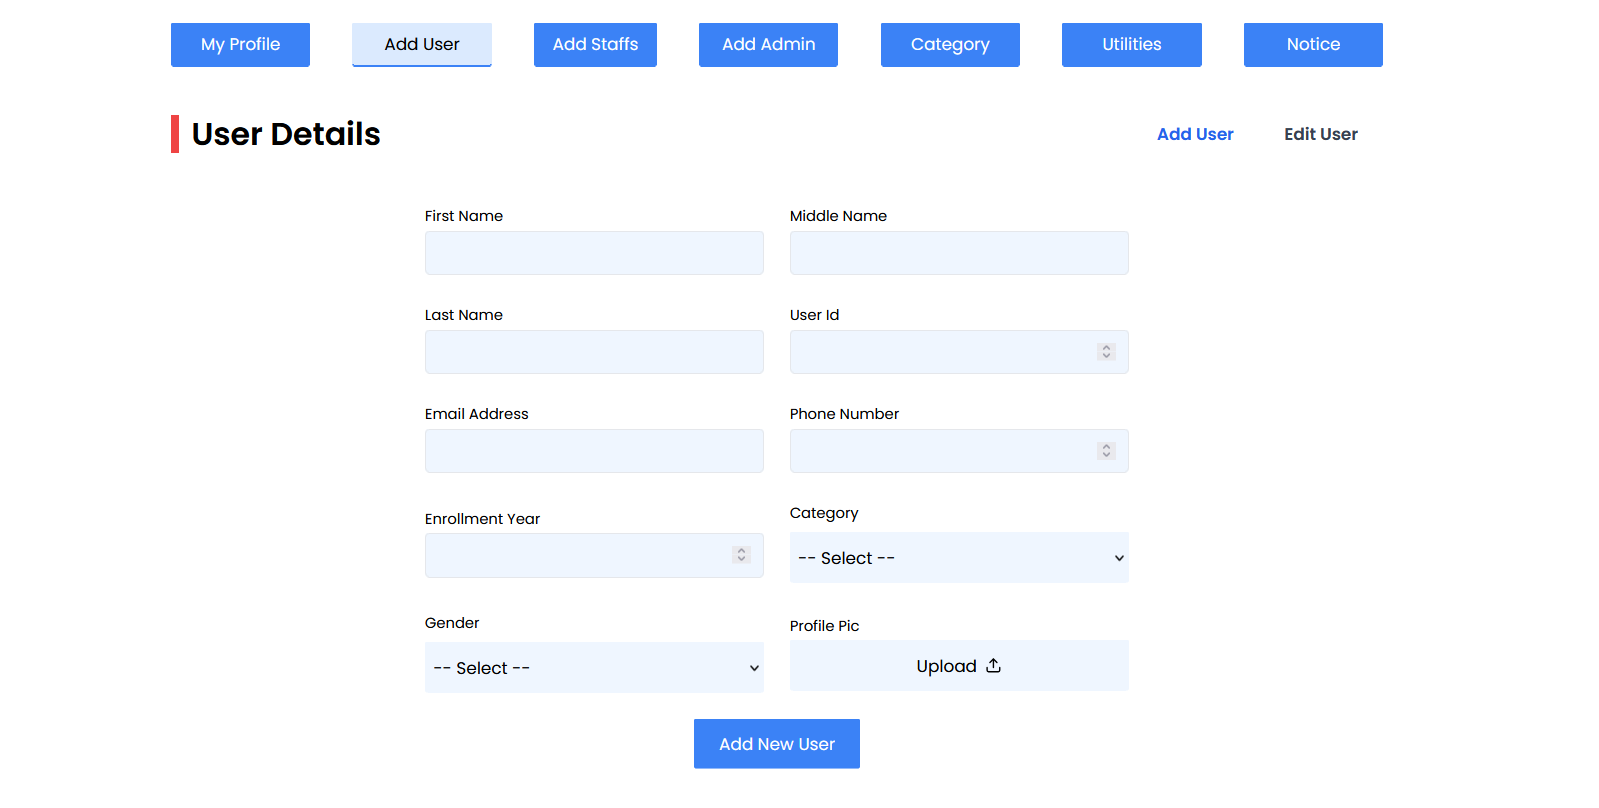 My Profile Add User Add Staffs Add Admin Category Utilities Notice
User Details Add User Edit User
First Name Middle Name
Last Name User Id
Email Address Phone Number
Enrollment Year Category
-- Select --
Gender Profile Pic
-- Select -- Upload
Add New User